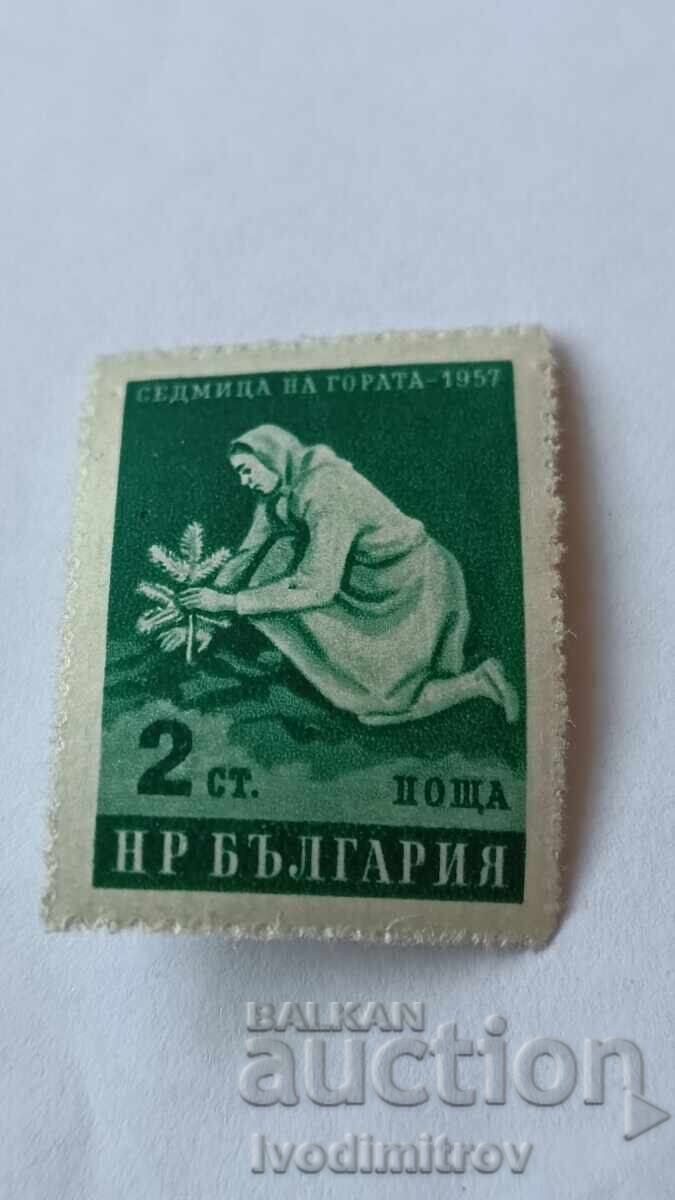 СЕДМИЦА НА ГОРАТА-1957
2 СТ. ПОЩА
НР БЪЛГАРИЯ
BALKAN
auction
Ivodimitrov